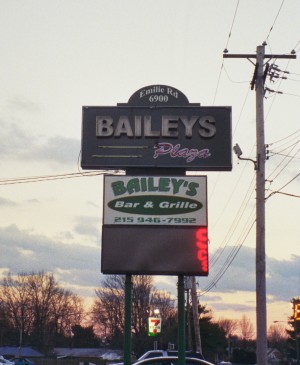 Emilie Rd
6900
BAILEYS
Plaza
BAILEY'S
Bar & Grille
215 946-7992